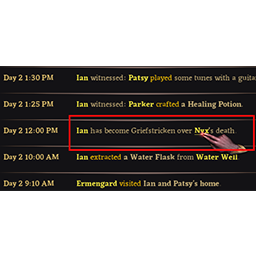 Day 2 1:30 PM Ian witnessed: Patsy played some tunes with a guita
Day 2 1:25 PM Ian witnessed: Parker crafted a Healing Potion.
Day 2 12:00 PM Ian has become Griefstricken over Nyx's death.
Day 2 10:00 AM Ian extracted a Water Flask from Water Well
Day 2 9:10 AM Ermengard visited Ian and Patsy's home